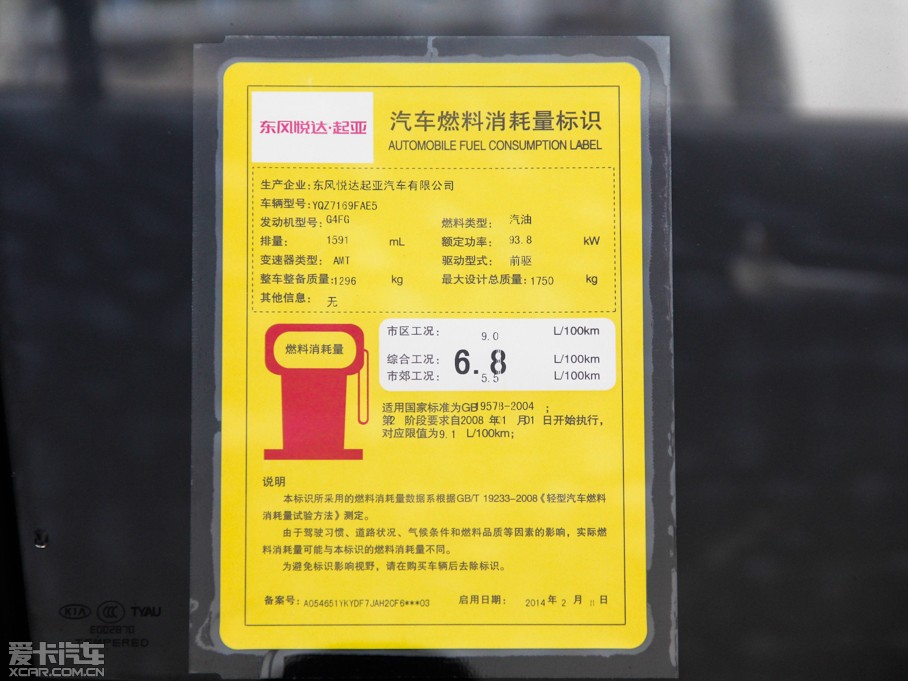 东风悦达·起亚
汽车燃料消耗量标识
AUTOMOBILE FUEL CONSUMPTION LABEL
生产企业:东风悦达起亚汽车有限公司
车辆型号:YQZ7169FAE5
发动机型号:G4FG 燃料类型: 汽油
排量: 1591 mL 额定功率: 93.8 kW
变速器类型: AMT 驱动型式: 前驱
整车整备质量:1296 kg 最大设计总质量:1750 kg
其他信息: 无
燃料消耗量
市区工况: 9.0 L/100km
综合工况: 6.8 L/100km
市郊工况: 5.5 L/100km
适用国家标准为GB19578-2004 ;
第2 阶段要求自2008 年01 月01 日开始执行,
对应限值为9.1 L/100km;
说明
本标识所采用的燃料消耗量数据系根据GB/T 19233-2008《轻型汽车燃料
消耗量试验方法》测定。
由于驾驶习惯、道路状况、气候条件和燃料品质等因素的影响，实际燃
料消耗量可能与本标识的燃料消耗量不同。
为避免标识影响视野，请在购买车辆后去除标识。
备案号: A054651YKYDF7JAH2CF6***03 启用日期: 2014 年 2 月 11 日
KIA CCC TYAU
TEMPERED
爱卡汽车
XCAR.COM.CN